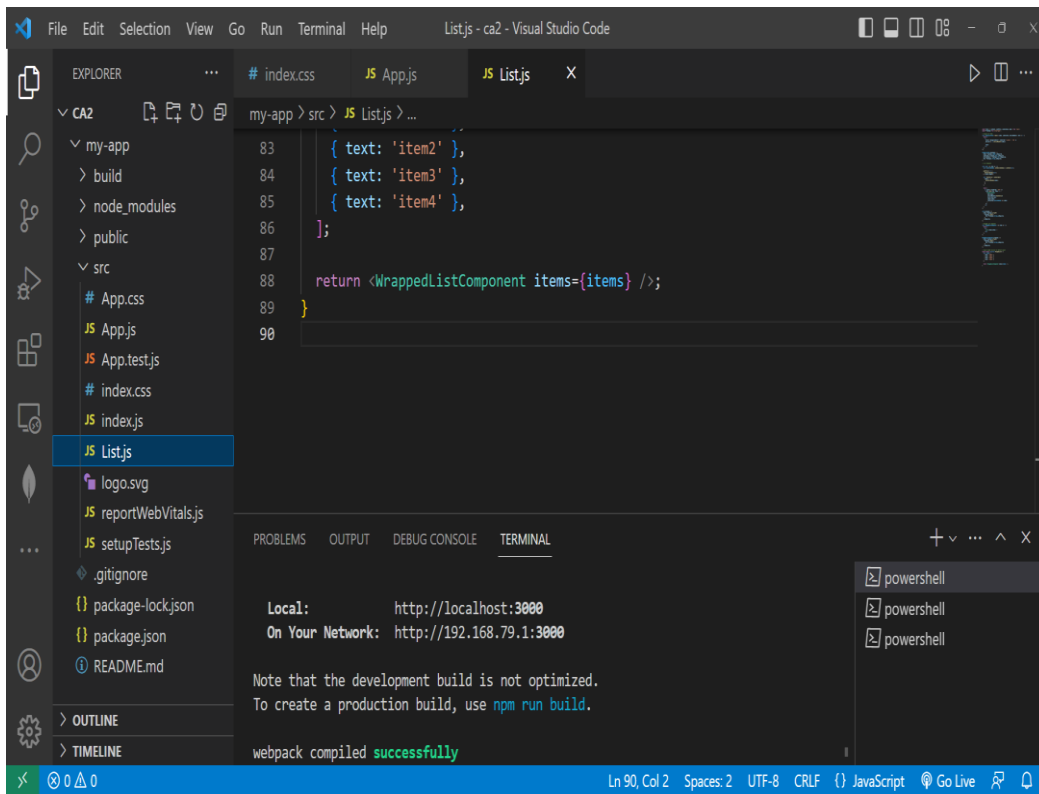 File Edit Selection View Go Run Terminal Help List.js - ca2 - Visual Studio Code
EXPLORER
CA2
my-app
build
node_modules
public
src
# App.css
JS App.js
JS App.test.js
# index.css
JS index.js
JS List.js
logo.svg
JS reportWebVitals.js
JS setupTests.js
.gitignore
{} package-lock.json
{} package.json
README.md
OUTLINE
TIMELINE
# index.css JS App.js JS List.js X
my-app > src > JS List.js > ...
83 { text: 'item2' },
84 { text: 'item3' },
85 { text: 'item4' },
86 ];
87
88 return <WrappedListComponent items={items} />;
89 }
90
PROBLEMS OUTPUT DEBUG CONSOLE TERMINAL
Local: http://localhost:3000
On Your Network: http://192.168.79.1:3000
Note that the development build is not optimized.
To create a production build, use npm run build.
webpack compiled successfully
powershell
powershell
powershell
0 0 Ln 90, Col 2 Spaces: 2 UTF-8 CRLF {} JavaScript Go Live